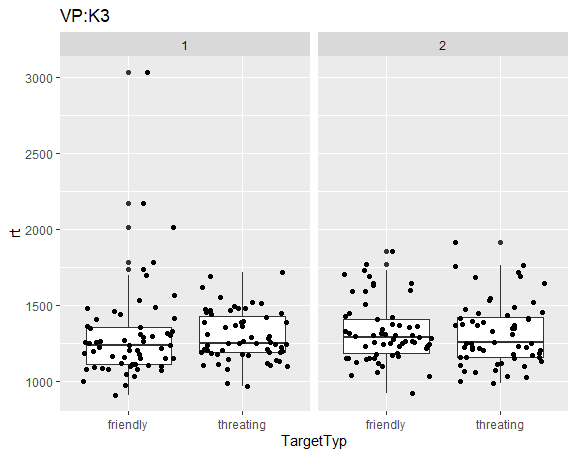 VP:K3
1 2
rt
3000
2500
2000
1500
1000
friendly threating friendly threating
TargetTyp